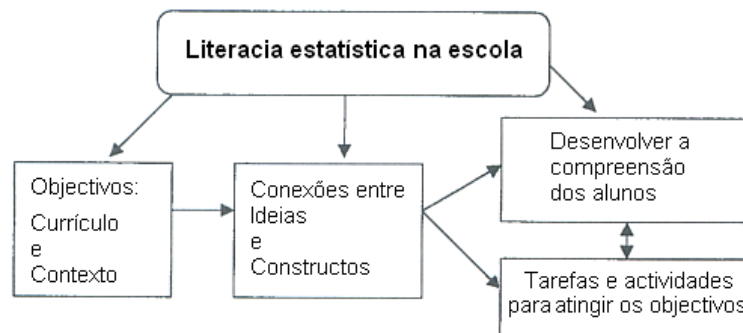 Literacia estatística na escola
Objectivos:
Currículo
e
Contexto
Conexões entre
Ideias
e
Constructos
Desenvolver a
compreensão
dos alunos
Tarefas e actividades
para atingir os objectivos